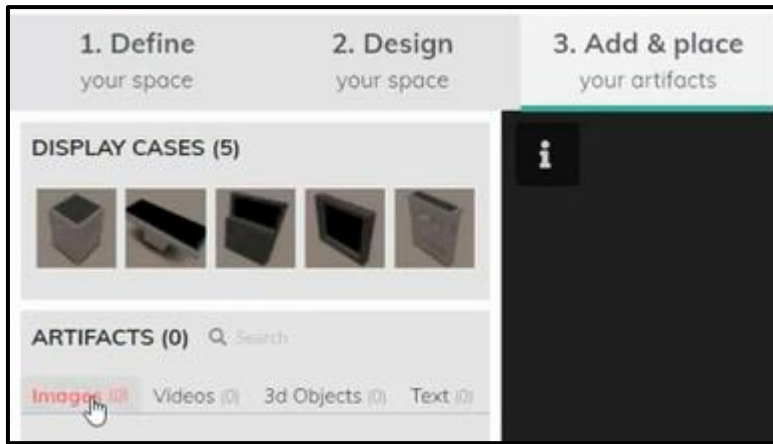 1. Define
your space
2. Design
your space
3. Add & place
your artifacts
DISPLAY CASES (5)
i
ARTIFACTS (0) Search
Images (0) Videos (0) 3d Objects (0) Text (0)